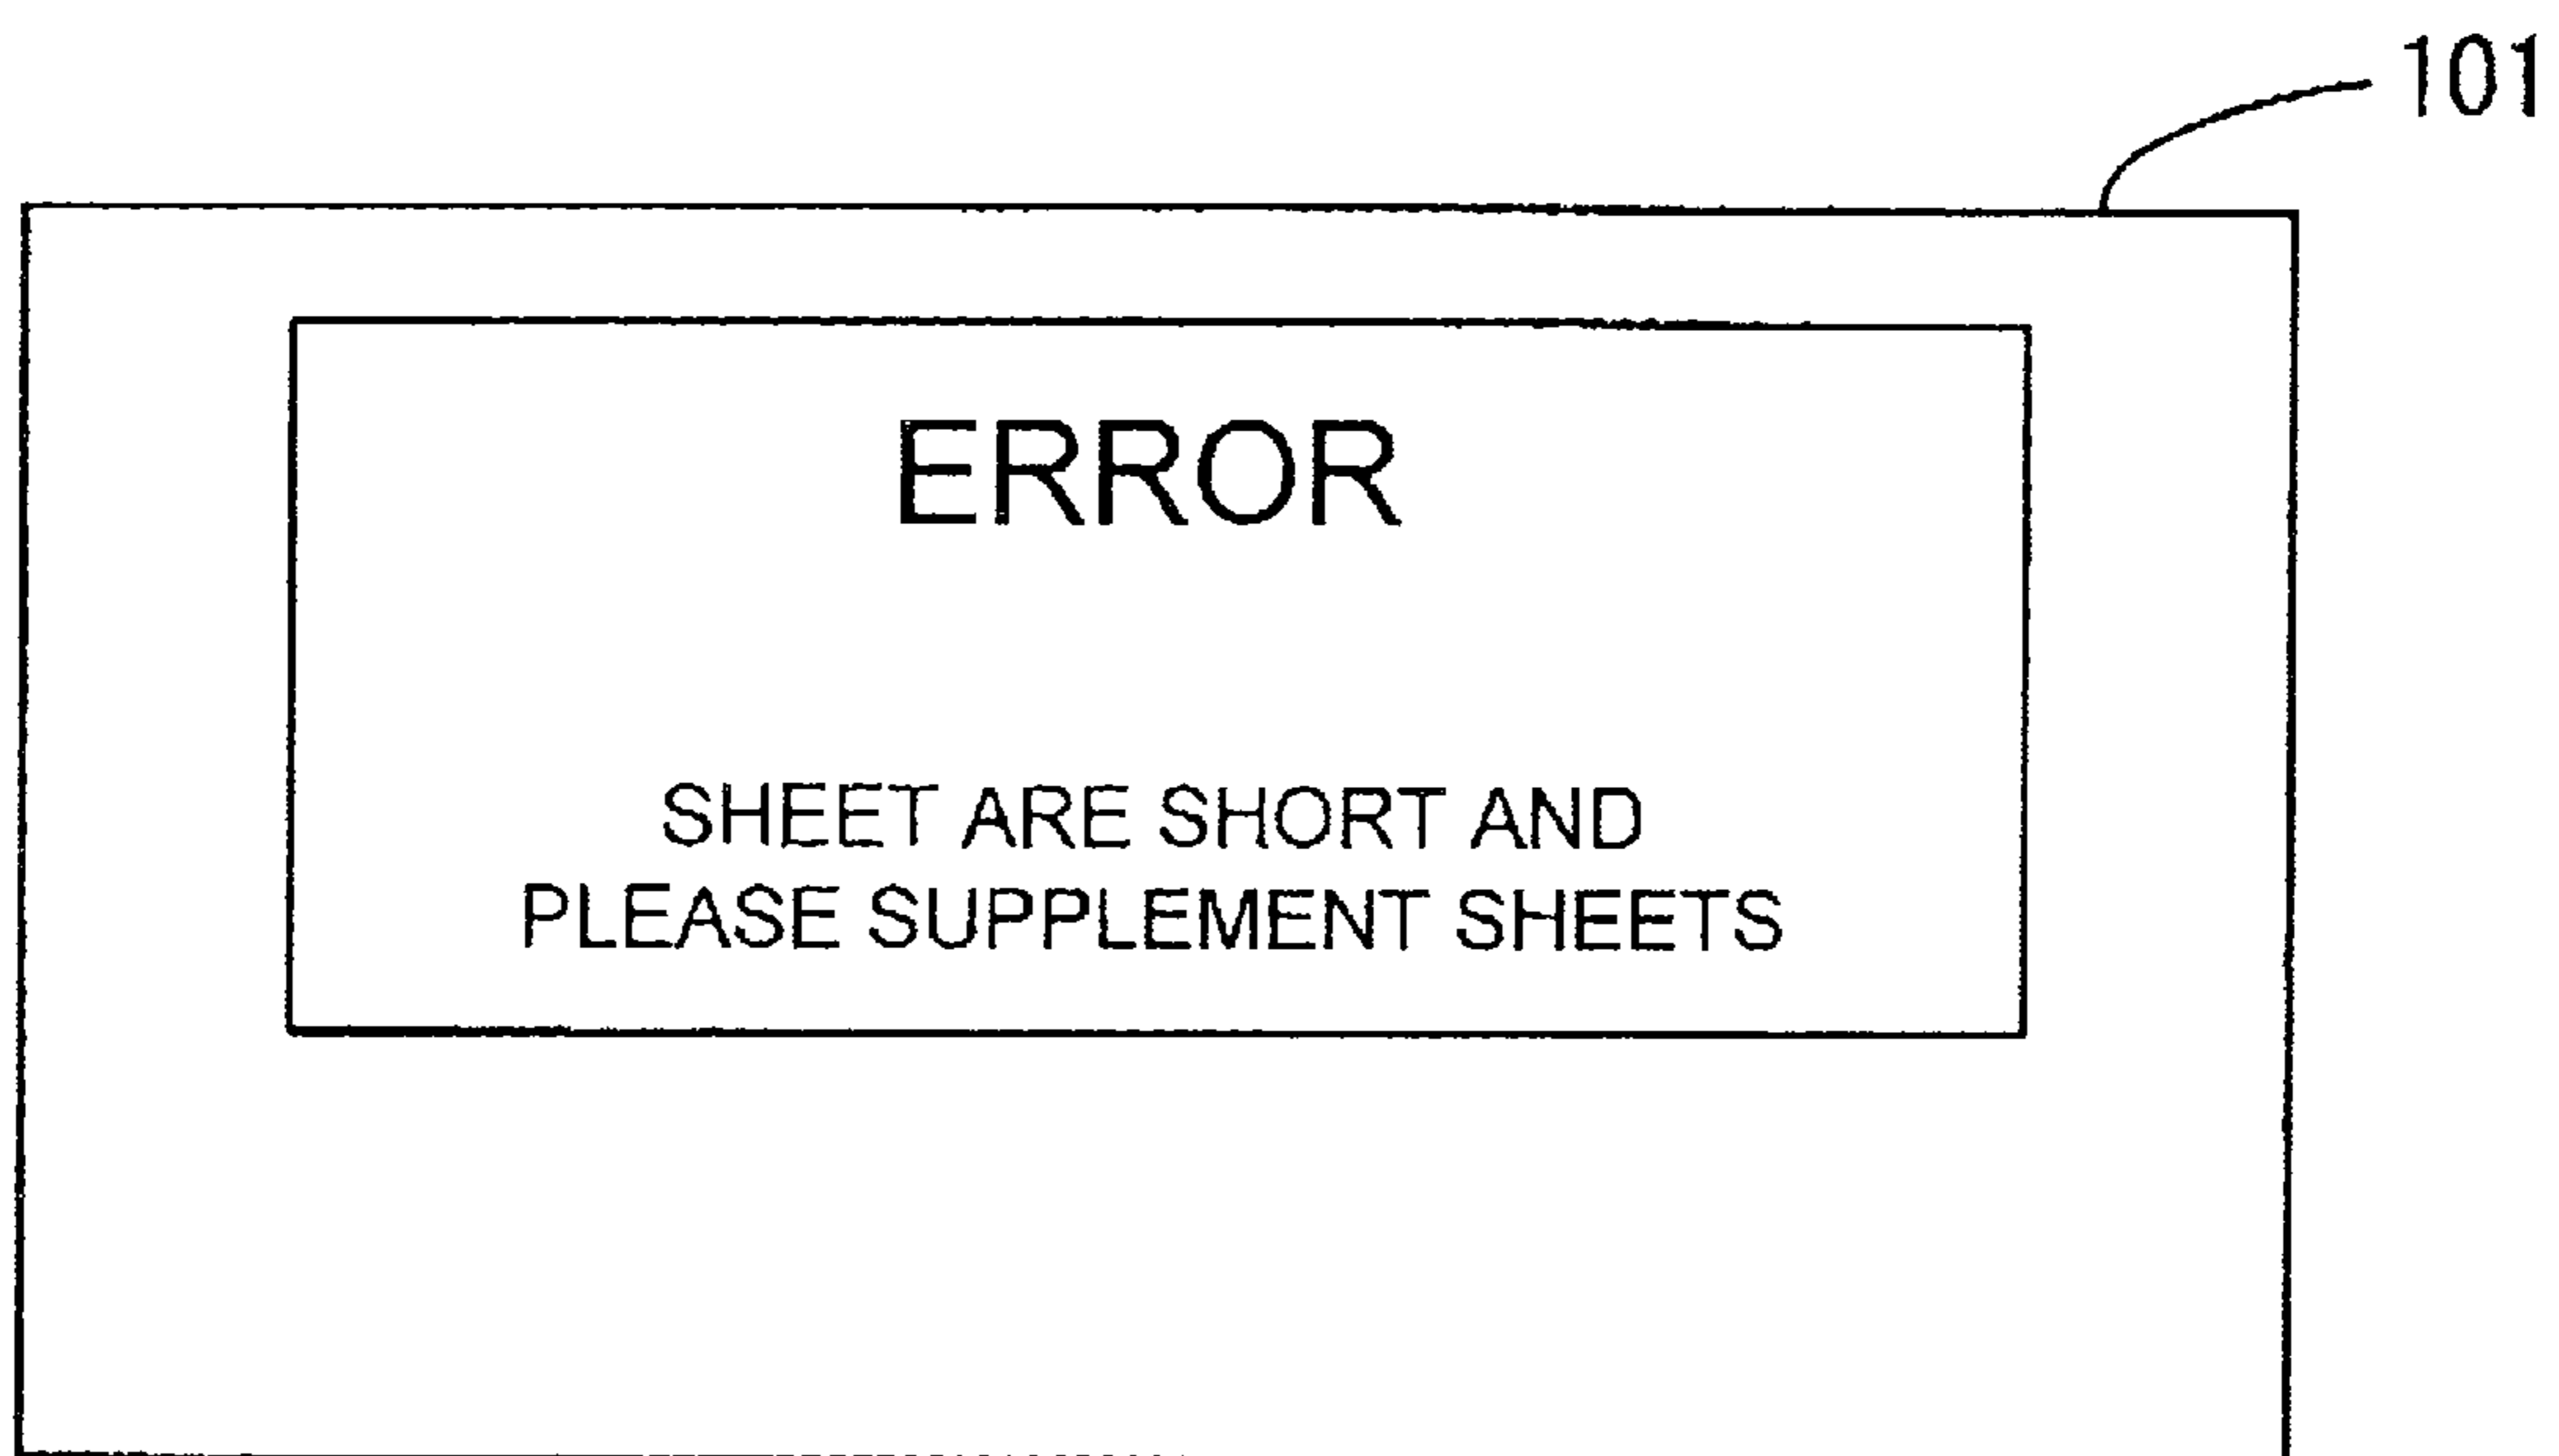 101
ERROR
SHEET ARE SHORT AND
PLEASE SUPPLEMENT SHEETS